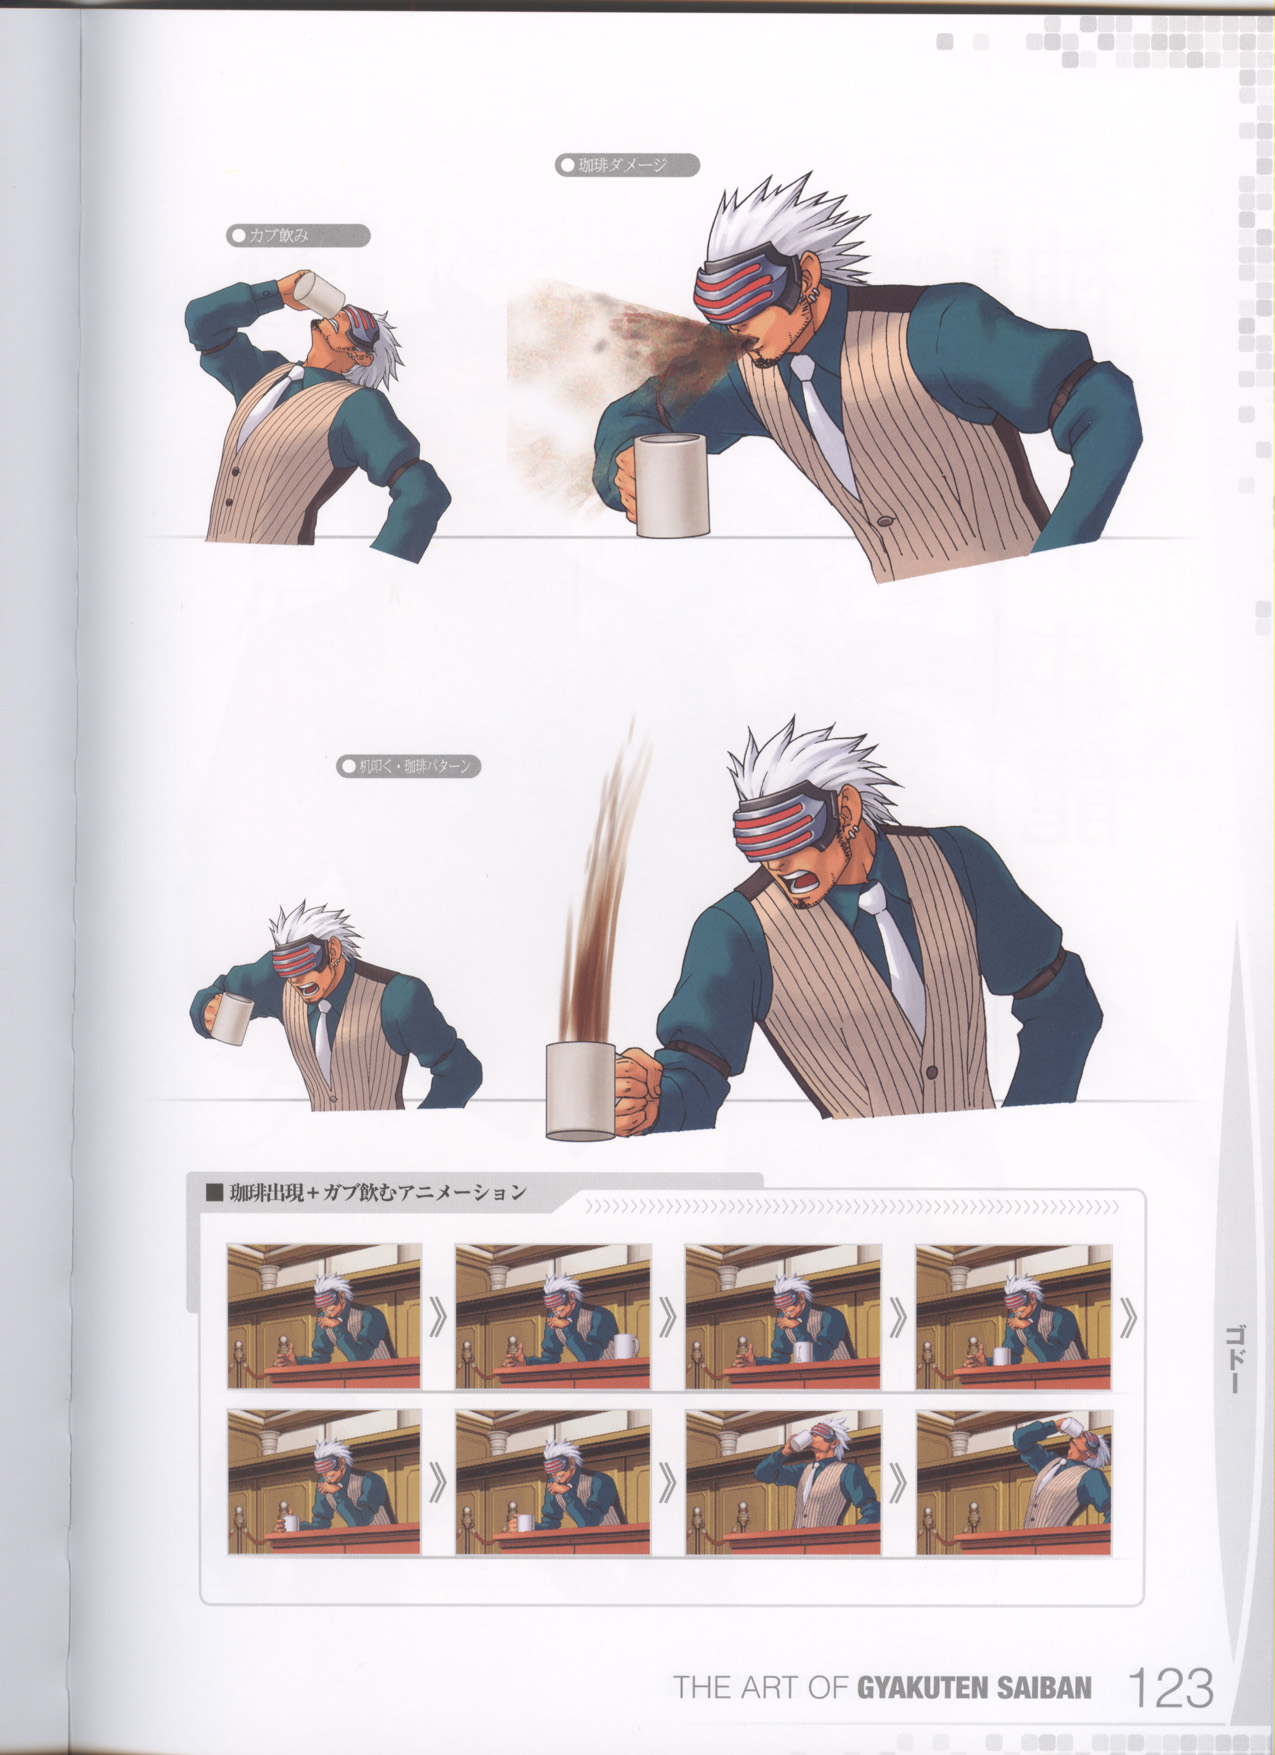 珈琲ダメージ
カブ飲み
机叩く・珈琲パターン
■ 珈琲出現+ガブ飲むアニメーション
ゴドー
THE ART OF GYAKUTEN SAIBAN 123